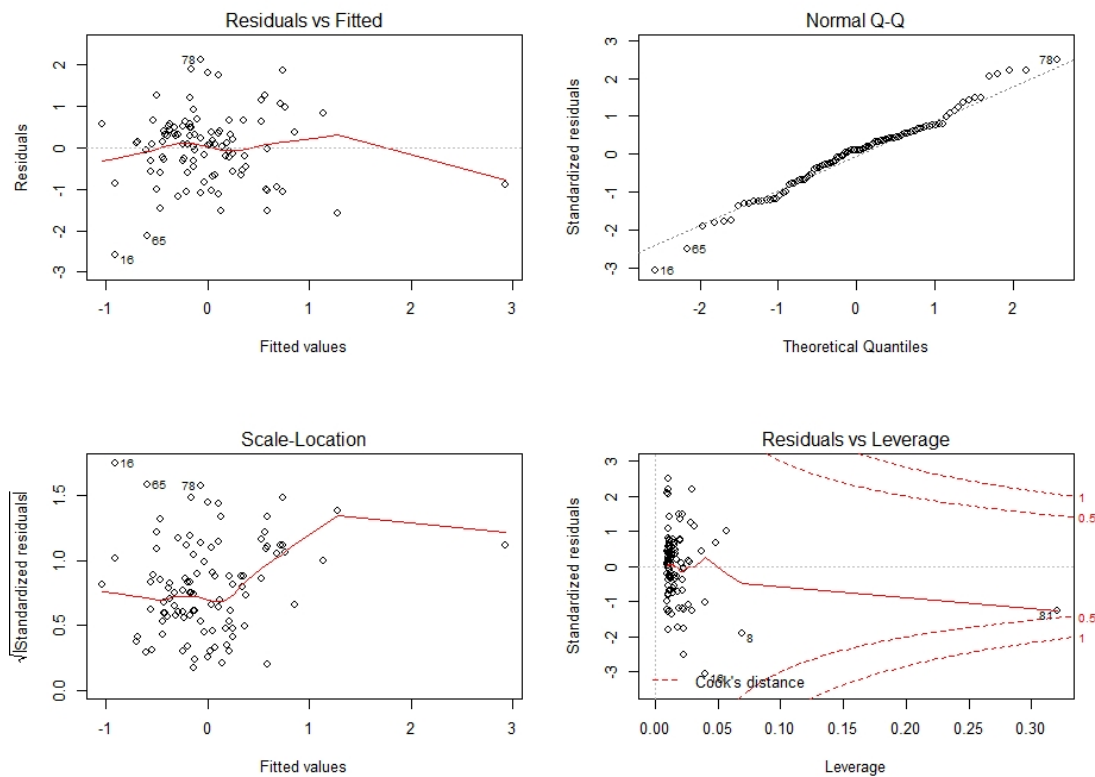 Residuals vs Fitted
Residuals
2
1
0
-1
-2
-3
78
65
16
-1 0 1 2 3
Fitted values
Normal Q-Q
Standardized residuals
3
2
1
0
-1
-2
-3
78
65
16
-2 -1 0 1 2
Theoretical Quantiles
Scale-Location
√|Standardized residuals|
1.5
1.0
0.5
0.0
16
65
78
-1 0 1 2 3
Fitted values
Residuals vs Leverage
Standardized residuals
3
2
1
0
-1
-2
-3
1
0.5
81
0.5
8
1
16
Cook's distance
0.00 0.05 0.10 0.15 0.20 0.25 0.30
Leverage